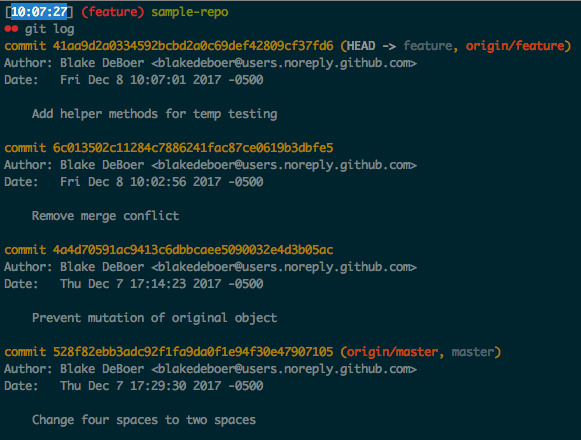 [10:07:27] (feature) sample-repo
●● git log
commit 41aa9d2a0334592bcbd2a0c69def42809cf37fd6 (HEAD -> feature, origin/feature)
Author: Blake DeBoer <blakedeboer@users.noreply.github.com>
Date:   Fri Dec 8 10:07:01 2017 -0500
    Add helper methods for temp testing
commit 6c013502c11284c7886241fac87ce0619b3dbfe5
Author: Blake DeBoer <blakedeboer@users.noreply.github.com>
Date:   Fri Dec 8 10:02:56 2017 -0500
    Remove merge conflict
commit 4a4d70591ac9413c6dbbcaee5090032e4d3b05ac
Author: Blake DeBoer <blakedeboer@users.noreply.github.com>
Date:   Thu Dec 7 17:14:23 2017 -0500
    Prevent mutation of original object
commit 528f82ebb3adc92f1fa9da0f1e94f30e47907105 (origin/master, master)
Author: Blake DeBoer <blakedeboer@users.noreply.github.com>
Date:   Thu Dec 7 17:29:30 2017 -0500
    Change four spaces to two spaces